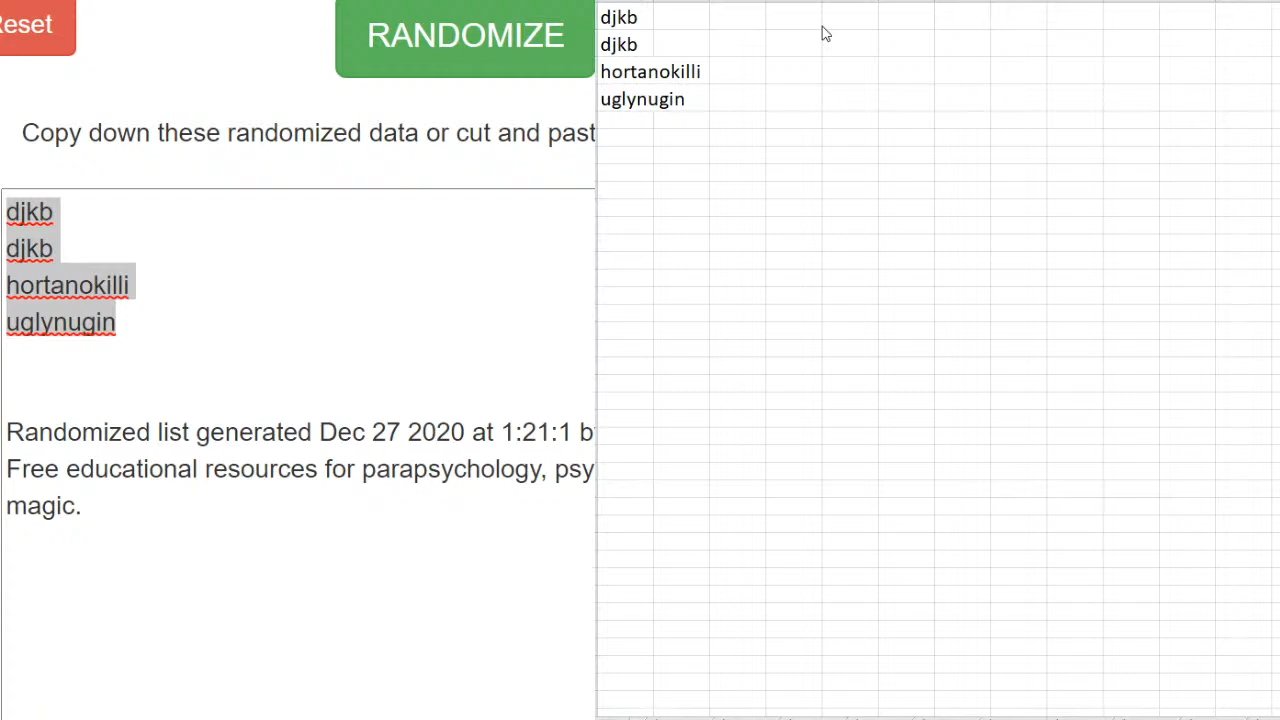 Reset
RANDOMIZE
Copy down these randomized data or cut and past
djkb
djkb
hortanokilli
uglynugin
Randomized list generated Dec 27 2020 at 1:21:1 b
Free educational resources for parapsychology, psy
magic.
djkb
djkb
hortanokilli
uglynugin